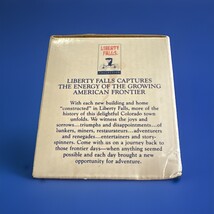 LIBERTY
FALLS
LIBERTY FALLS CAPTURES
THE ENERGY OF THE GROWING
AMERICAN FRONTIER
With each new building and home
"constructed" in Liberty Falls, more of the
history of this delightful Colorado town
unfolds. We witness the joys and
sorrows...triumphs and disappointments...of
bankers, miners, restaurateurs...adventurers
and renegades...entertainers and story-
spinners. Come with us on a journey back to
those frontier days—when anything seemed
possible and each day brought a new
opportunity for adventure.